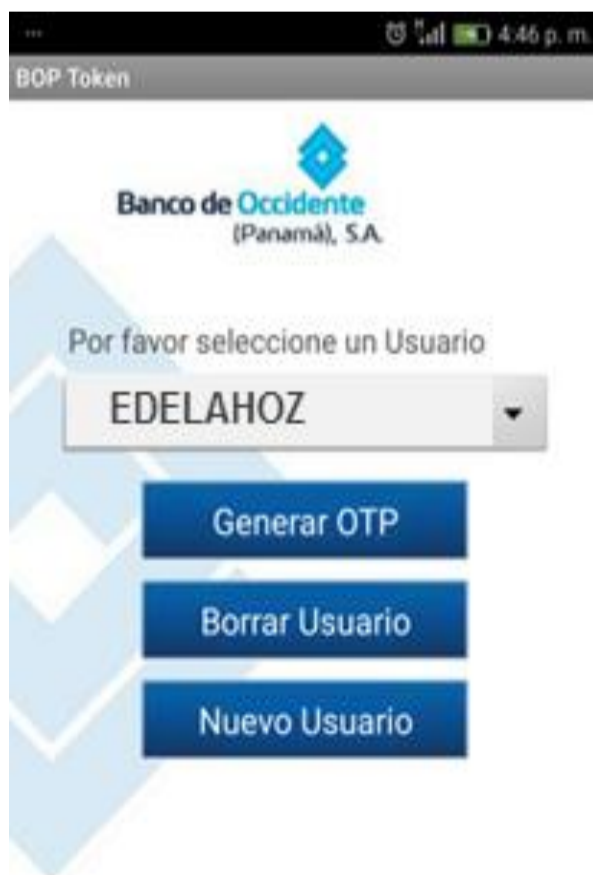 4:46 p. m.
BOP Token
Banco de Occidente
(Panamá), S.A.
Por favor seleccione un Usuario
EDELAHOZ
Generar OTP
Borrar Usuario
Nuevo Usuario